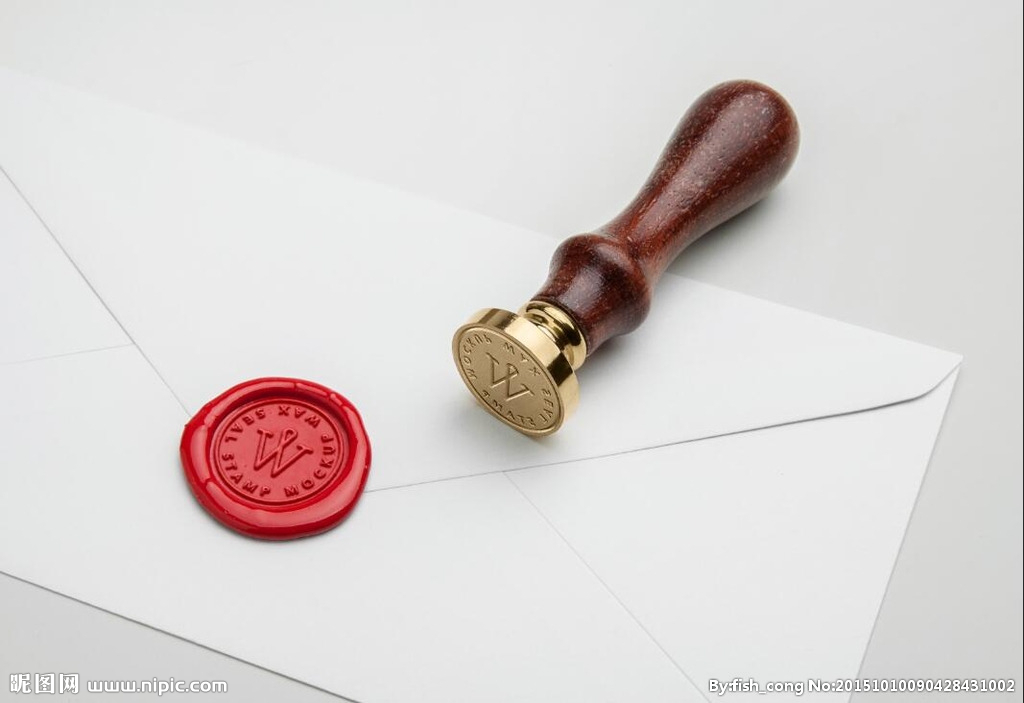 WAX SEAL
W
STAMP MOCKUP
W
昵图网 www.nipic.com
By:fish_cong No:20151010090428431002